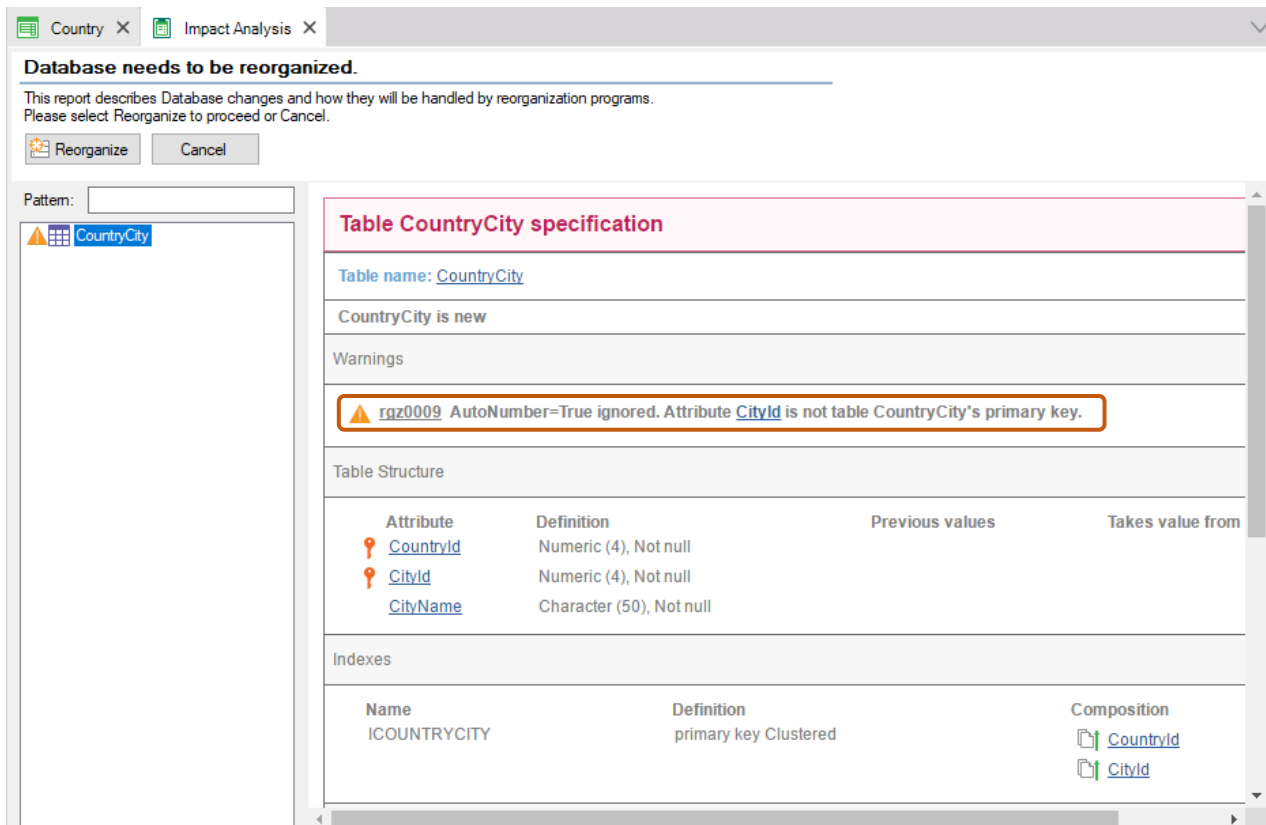 Country
Impact Analysis
Database needs to be reorganized.
This report describes Database changes and how they will be handled by reorganization programs.
Please select Reorganize to proceed or Cancel.
Reorganize Cancel
Pattern:
CountryCity
Table CountryCity specification
Table name: CountryCity
CountryCity is new
Warnings
rgz0009 AutoNumber=True ignored. Attribute CityId is not table CountryCity's primary key.
Table Structure
Attribute Definition Previous values Takes value from
CountryId Numeric (4), Not null
CityId Numeric (4), Not null
CityName Character (50), Not null
Indexes
Name Definition Composition
ICOUNTRYCITY primary key Clustered CountryId
CityId